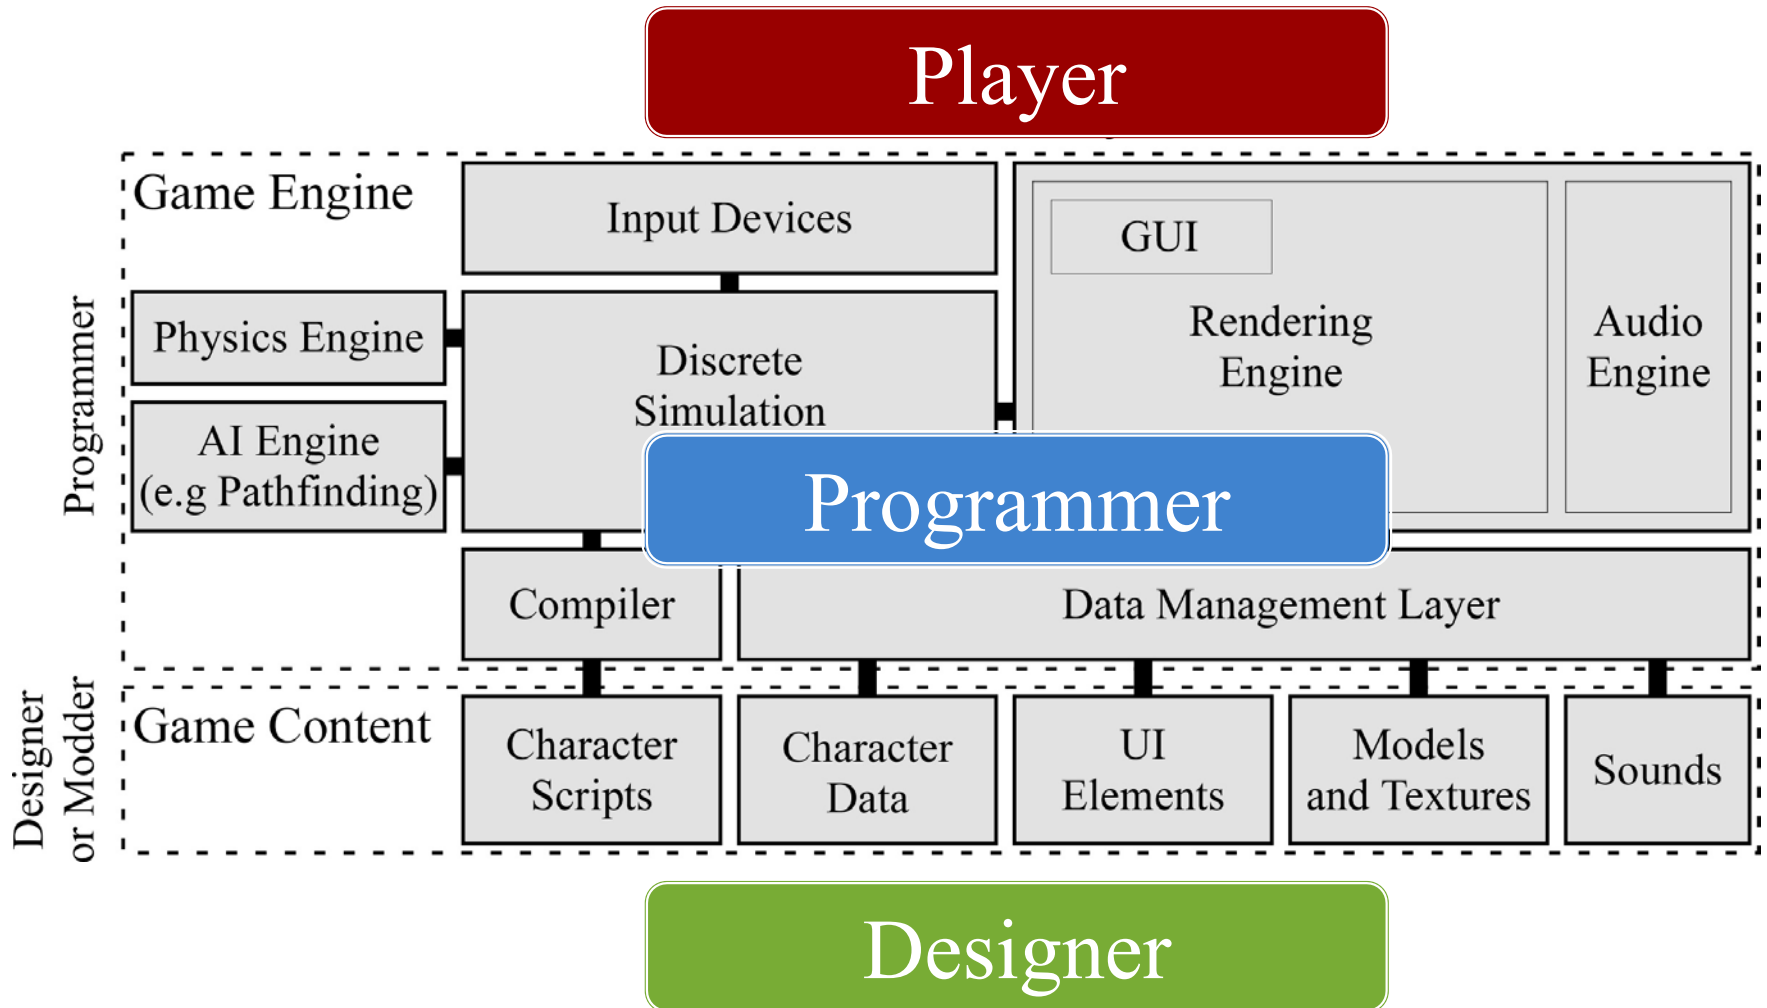 Player
Game Engine
Input Devices
GUI
Rendering
Engine
Audio
Engine
Physics Engine
Discrete
Simulation
AI Engine
(e.g Pathfinding)
Programmer
Programmer
Compiler
Data Management Layer
Designer
or Modder
Game Content
Character
Scripts
Character
Data
UI
Elements
Models
and Textures
Sounds
Designer